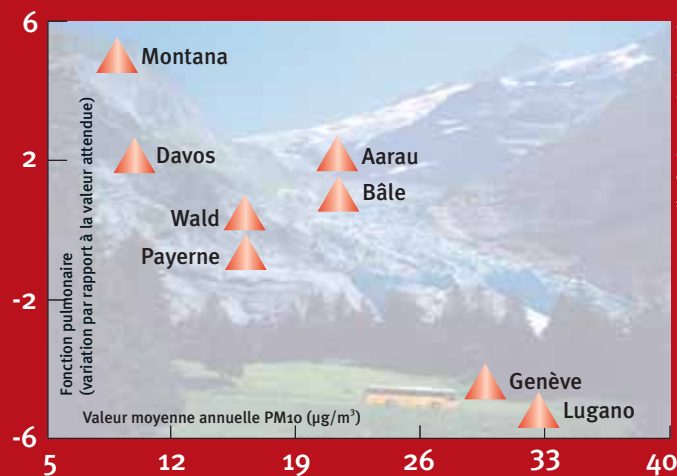 6
Montana
2
Davos
Aarau
Bâle
Wald
Payerne
-2
Fonction pulmonaire
(variation par rapport à la valeur attendue)
Genève
Lugano
Valeur moyenne annuelle PM10 (µg/m³)
-6
5 12 19 26 33 40